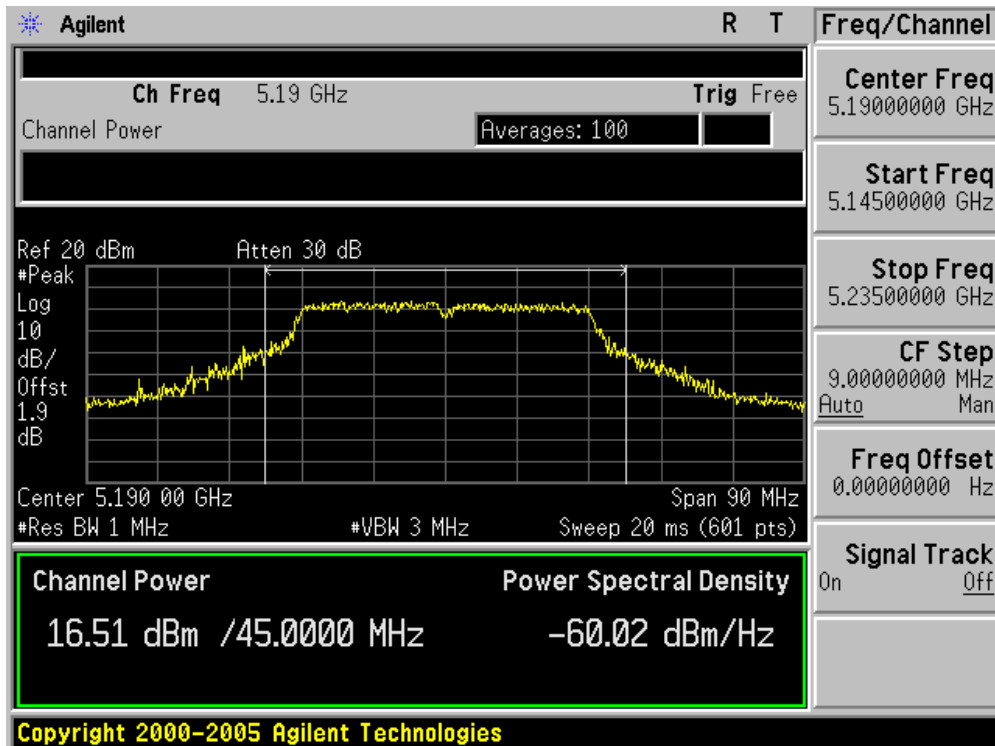 Agilent R T
Ch Freq 5.19 GHz Trig Free
Channel Power Averages: 100
Ref 20 dBm Atten 30 dB
#Peak
Log
10
dB/
Offst
1.9
dB
Center 5.190 00 GHz Span 90 MHz
#Res BW 1 MHz #VBW 3 MHz Sweep 20 ms (601 pts)
Channel Power Power Spectral Density
16.51 dBm /45.0000 MHz -60.02 dBm/Hz
Copyright 2000-2005 Agilent Technologies
Freq/Channel
Center Freq
5.19000000 GHz
Start Freq
5.14500000 GHz
Stop Freq
5.23500000 GHz
CF Step
9.00000000 MHz
Auto Man
Freq Offset
0.00000000 Hz
Signal Track
On Off